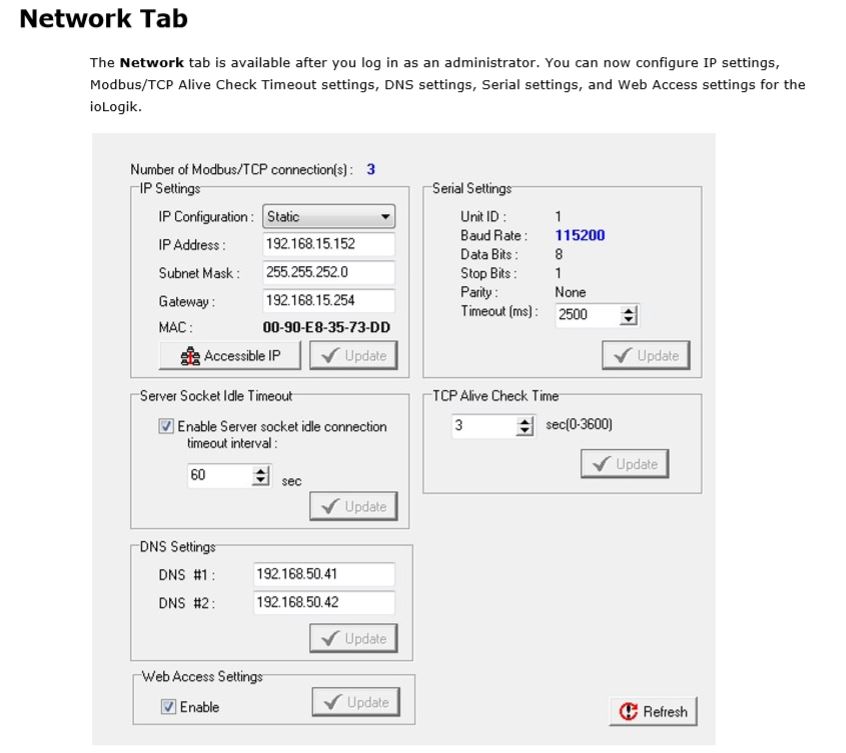 Network Tab
The Network tab is available after you log in as an administrator. You can now configure IP settings,
Modbus/TCP Alive Check Timeout settings, DNS settings, Serial settings, and Web Access settings for the
ioLogik.
Number of Modbus/TCP connection(s) : 3
IP Settings
IP Configuration : Static
IP Address : 192.168.15.152
Subnet Mask : 255.255.252.0
Gateway : 192.168.15.254
MAC : 00-90-E8-35-73-DD
Accessible IP Update
Serial Settings
Unit ID : 1
Baud Rate : 115200
Data Bits : 8
Stop Bits : 1
Parity : None
Timeout (ms) : 2500
Update
Server Socket Idle Timeout
Enable Server socket idle connection
timeout interval :
60 sec
Update
TCP Alive Check Time
3 sec(0-3600)
Update
DNS Settings
DNS #1 : 192.168.50.41
DNS #2 : 192.168.50.42
Update
Web Access Settings
Enable Update
Refresh